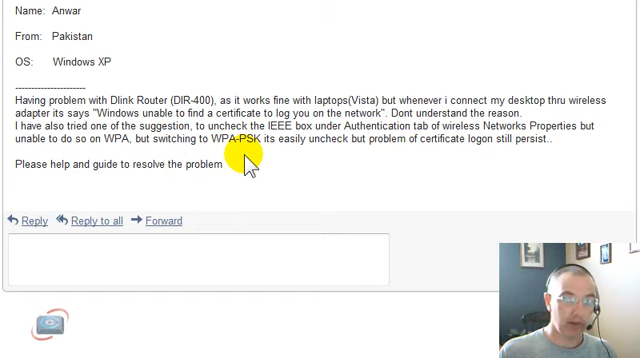 Name: Anwar
From: Pakistan
OS: Windows XP
----------------------
Having problem with Dlink Router (DIR-400), as it works fine with laptops(Vista) but whenever i connect my desktop thru wireless
adapter its says "Windows unable to find a certificate to log you on the network". Dont understand the reason.
I have also tried one of the suggestion, to uncheck the IEEE box under Authentication tab of wireless Networks Properties but
unable to do so on WPA, but switching to WPA-PSK its easily uncheck but problem of certificate logon still persist..
Please help and guide to resolve the problem
Reply Reply to all Forward